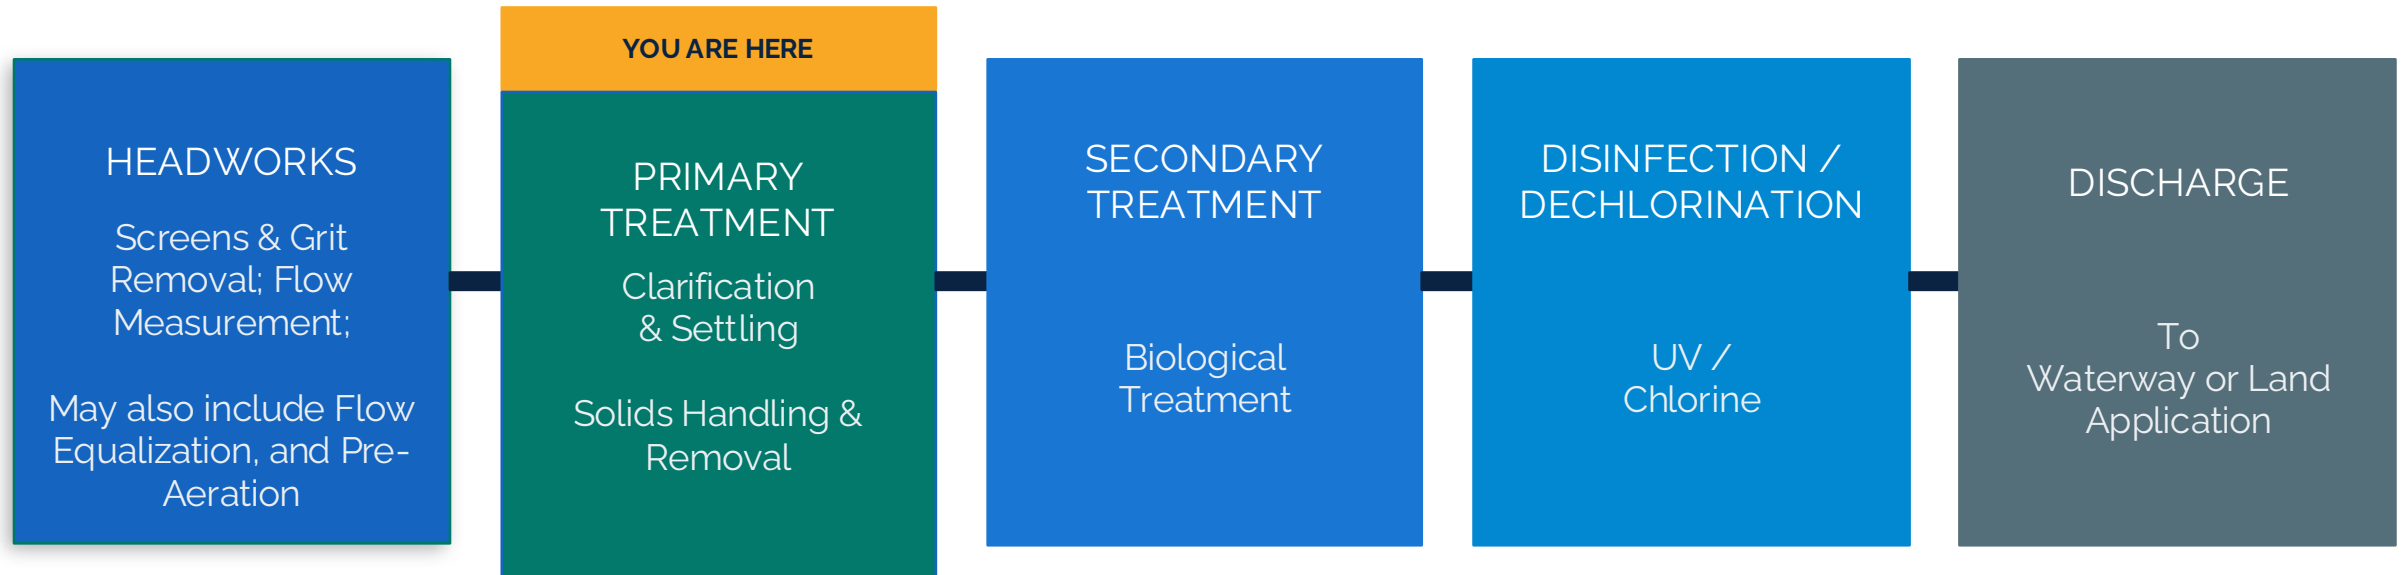 HEADWORKS
Screens & Grit
Removal; Flow
Measurement;
May also include Flow
Equalization, and Pre-
Aeration
YOU ARE HERE
PRIMARY
TREATMENT
Clarification
& Settling
Solids Handling &
Removal
SECONDARY
TREATMENT
Biological
Treatment
DISINFECTION /
DECHLORINATION
UV /
Chlorine
DISCHARGE
To
Waterway or Land
Application